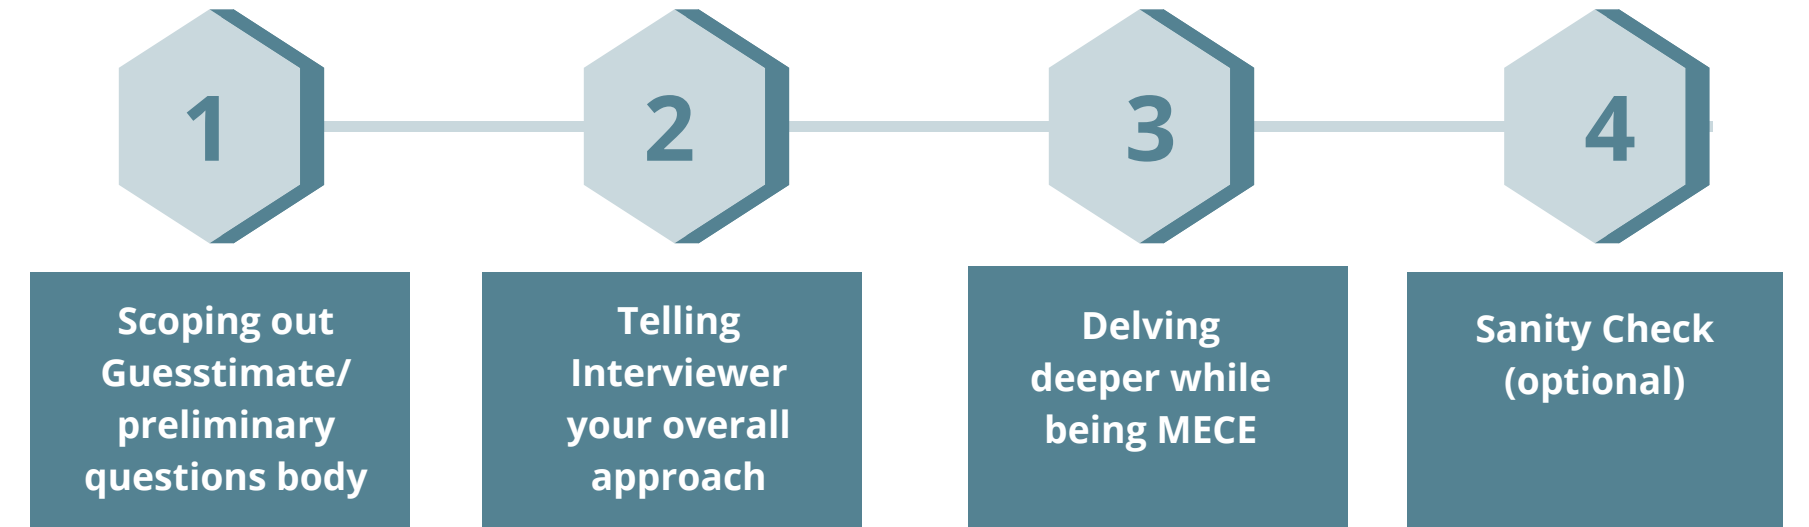 1
2
3
4
Scoping out
Guesstimate/
preliminary
questions body
Telling
Interviewer
your overall
approach
Delving
deeper while
being MECE
Sanity Check
(optional)